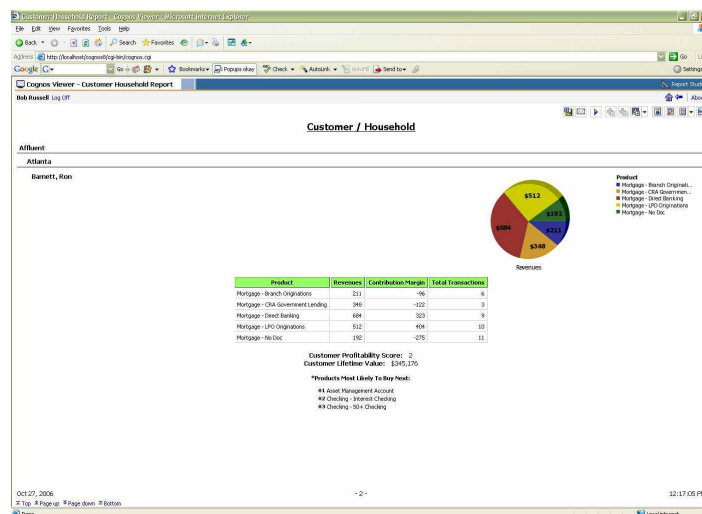 Customer Household Report - Cognos Viewer - Microsoft Internet Explorer
File Edit View Favorites Tools Help
Back Search Favorites
Address http://localhost/cognos8/cgi-bin/cognos.cgi Go
Google G Go Bookmarks Popups okay Check AutoLink AutoFill Send to Settings
Cognos Viewer - Customer Household Report Report Stud
Bob Russell Log Off Abou
Customer / Household
Affluent
Atlanta
Barnett, Ron
$512
$192
$211
$348
$684
Revenues
Product
Mortgage - Branch Originati...
Mortgage - CRA Governmen...
Mortgage - Direct Banking
Mortgage - LPO Originations
Mortgage - No Doc
Product Revenues Contribution Margin Total Transactions
Mortgage - Branch Originations 211 -96 6
Mortgage - CRA Government Lending 348 -122 3
Mortgage - Direct Banking 684 323 9
Mortgage - LPO Originations 512 404 10
Mortgage - No Doc 192 -275 11
Customer Profitability Score: 2
Customer Lifetime Value: $345,176
*Products Most Likely To Buy Next:
#1 Asset Management Account
#2 Checking - Interest Checking
#3 Checking - 50+ Checking
Oct 27, 2006 - 2 - 12:17:05 P
Top Page up Page down Bottom
Local intranet